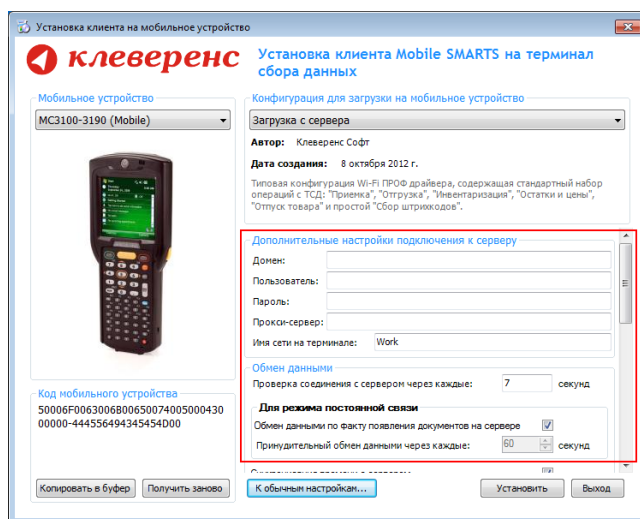 Установка клиента на мобильное устройство
клеверенс
Установка клиента Mobile SMARTS на терминал
сбора данных
Мобильное устройство
MC3100-3190 (Mobile)
Конфигурация для загрузки на мобильное устройство
Загрузка с сервера
Автор: Клеверенс Софт
Дата создания: 8 октября 2012 г.
Типовая конфигурация Wi-Fi ПРОФ драйвера, содержащая стандартный набор
операций с ТСД: "Приемка", "Отгрузка", "Инвентаризация", "Остатки и цены",
"Отпуск товара" и простой "Сбор штрихкодов".
Дополнительные настройки подключения к серверу
Домен:
Пользователь:
Пароль:
Прокси-сервер:
Имя сети на терминале: Work
Обмен данными
Проверка соединения с сервером через каждые: 7 секунд
Для режима постоянной связи
Обмен данными по факту появления документов на сервере
Принудительный обмен данными через каждые: 60 секунд
Код мобильного устройства
50006F0063006B00650074005000430
00000-444556494345454D00
Копировать в буфер
Получить заново
К обычным настройкам...
Установить
Выход